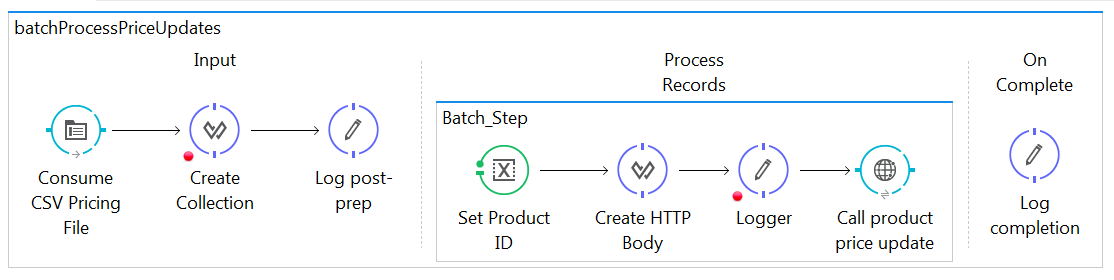 batchProcessPriceUpdates
Input
Process
Records
On
Complete
Batch_Step
Consume
CSV Pricing
File
Create
Collection
Log post-
prep
Set Product
ID
Create HTTP
Body
Logger
Call product
price update
Log
completion